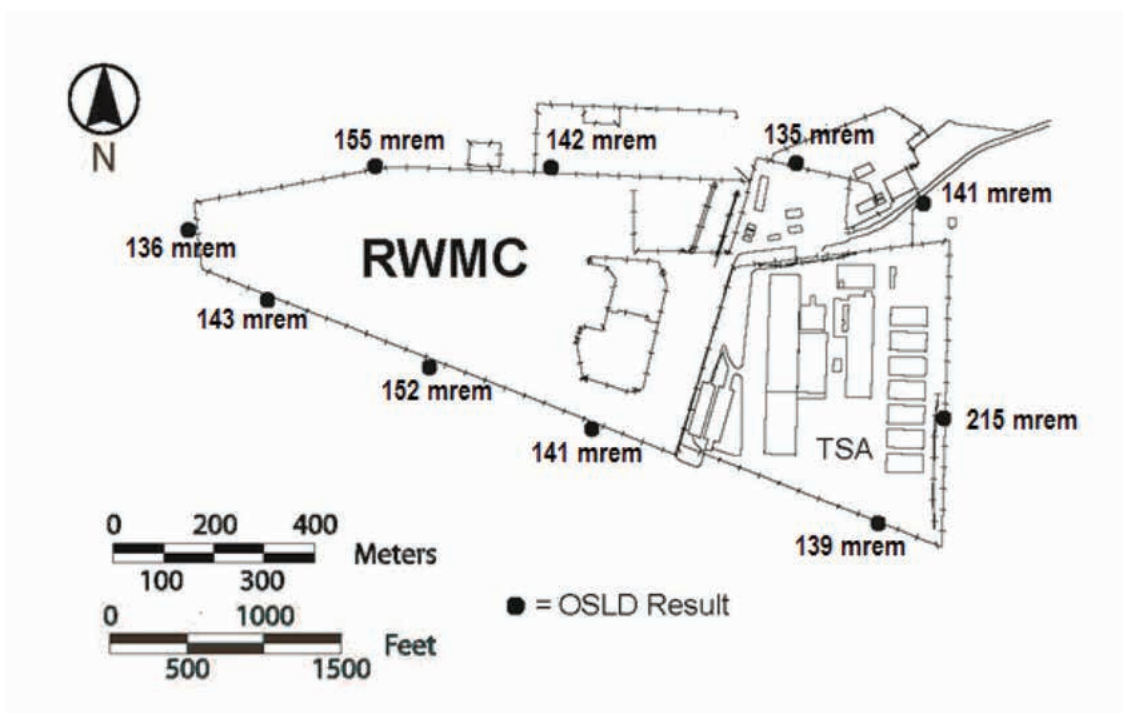 N
155 mrem
142 mrem
135 mrem
141 mrem
136 mrem
RWMC
143 mrem
152 mrem
141 mrem
215 mrem
TSA
139 mrem
0 200 400
Meters
100 300
0 1000
Feet
500 1500
= OSLD Result